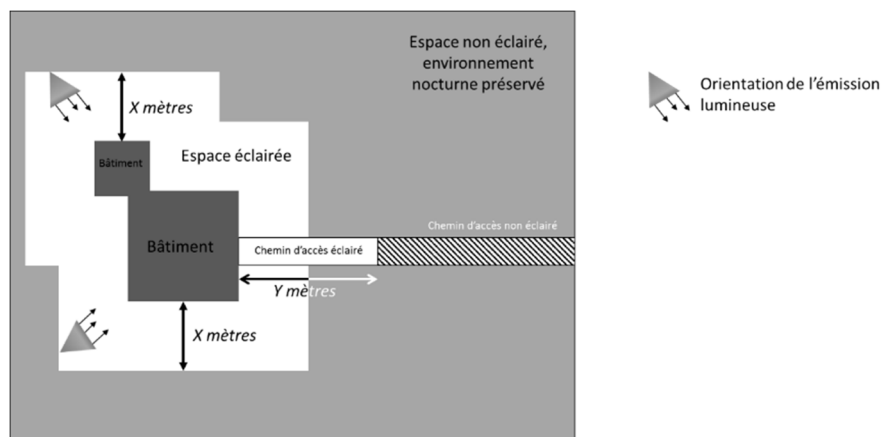 Espace non éclairé,
environnement
nocturne préservé
Orientation de l'émission
lumineuse
X mètres
Bâtiment
Espace éclairée
Chemin d'accès non éclairé
Bâtiment
Chemin d'accès éclairé
Y mètres
X mètres